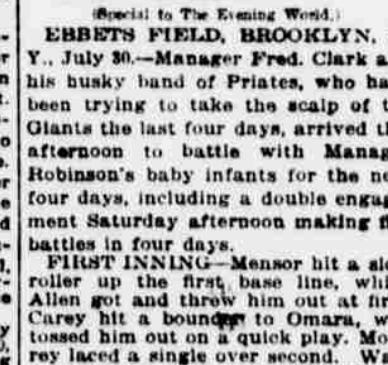 (Special to The Evening World.)
EBBETS FIELD, BROOKLYN,
Y., July 30.—Manager Fred. Clark a
his husky band of Priates, who ha
been trying to take the scalp of t
Giants the last four days, arrived t
afternoon to battle with Manag
Robinson's baby infants for the ne
four days, including a double engag
ment Saturday afternoon making fi
battles in four days.
FIRST INNING—Mensor hit a slo
roller up the first base line, whi
Allen got and threw him out at fir
Carey hit a bounder to Omara, w
tossed him out on a quick play. Mo
rey laced a single over second. Wa